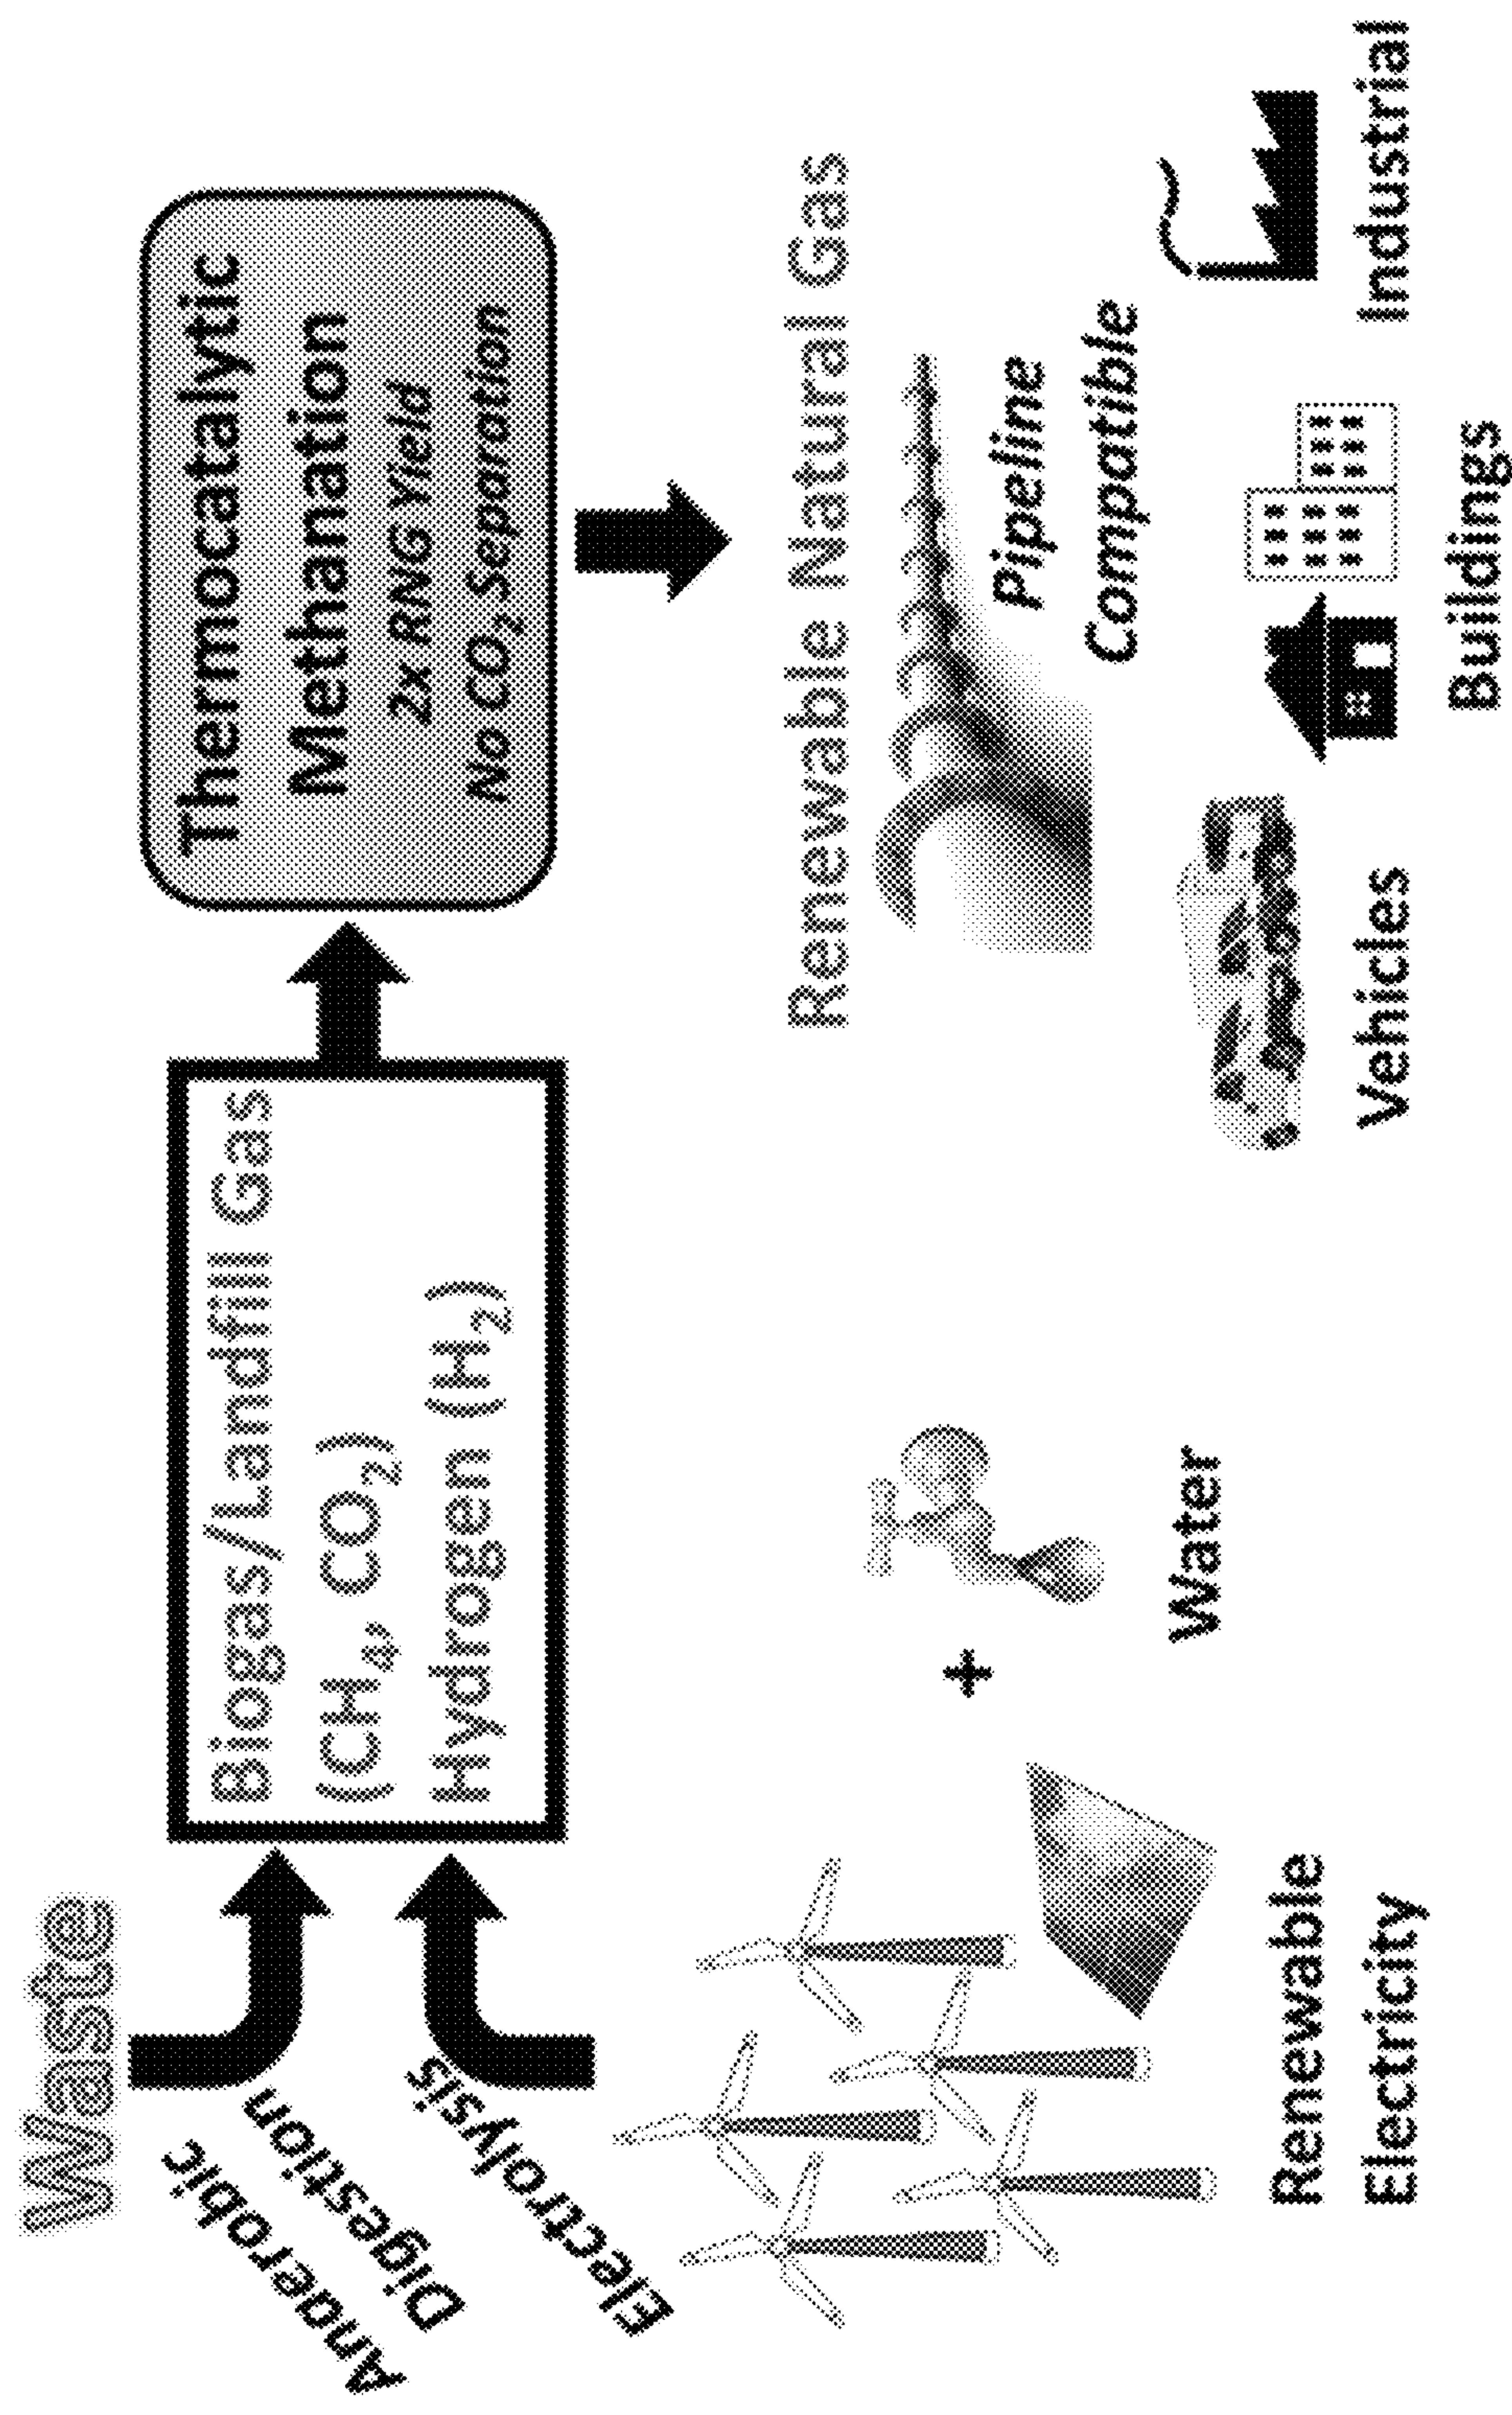 Waste
Anaerobic
Digestion
Electrolysis
Biogas/Landfill Gas
(CH₄, CO₂)
Hydrogen (H₂)
Thermocatalytic
Methanation
2x RNG Yield
No CO₂ Separation
Renewable
Electricity
+
Water
Renewable Natural Gas
Pipeline
Compatible
Vehicles
Buildings
Industrial